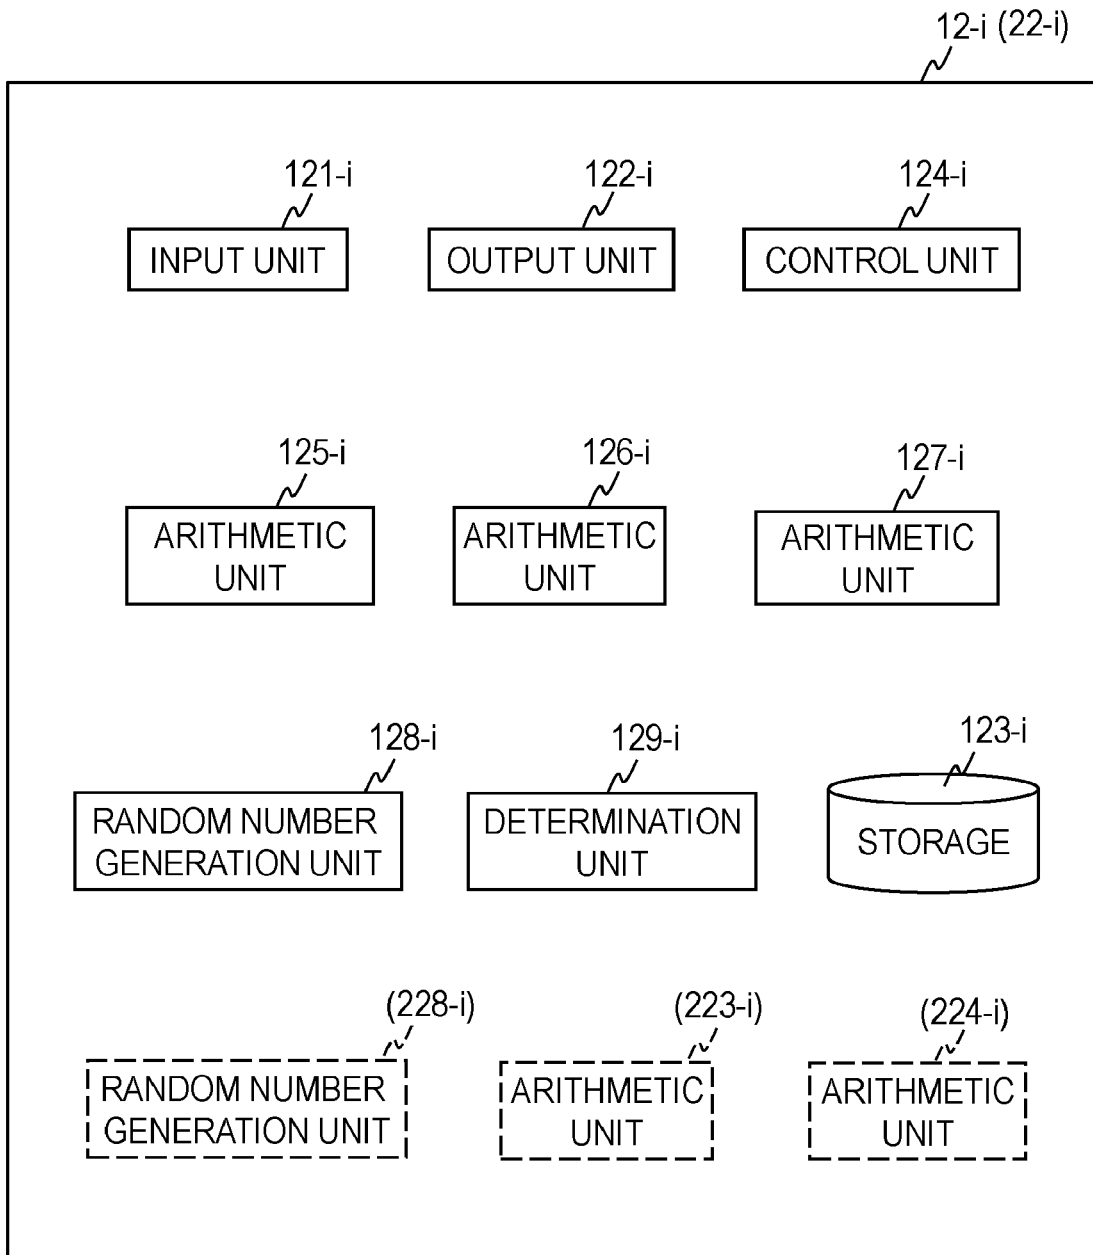 12-i (22-i)
121-i
122-i
124-i
INPUT UNIT
OUTPUT UNIT
CONTROL UNIT
125-i
126-i
127-i
ARITHMETIC
UNIT
ARITHMETIC
UNIT
ARITHMETIC
UNIT
128-i
129-i
123-i
RANDOM NUMBER
GENERATION UNIT
DETERMINATION
UNIT
STORAGE
(228-i)
(223-i)
(224-i)
RANDOM NUMBER
GENERATION UNIT
ARITHMETIC
UNIT
ARITHMETIC
UNIT